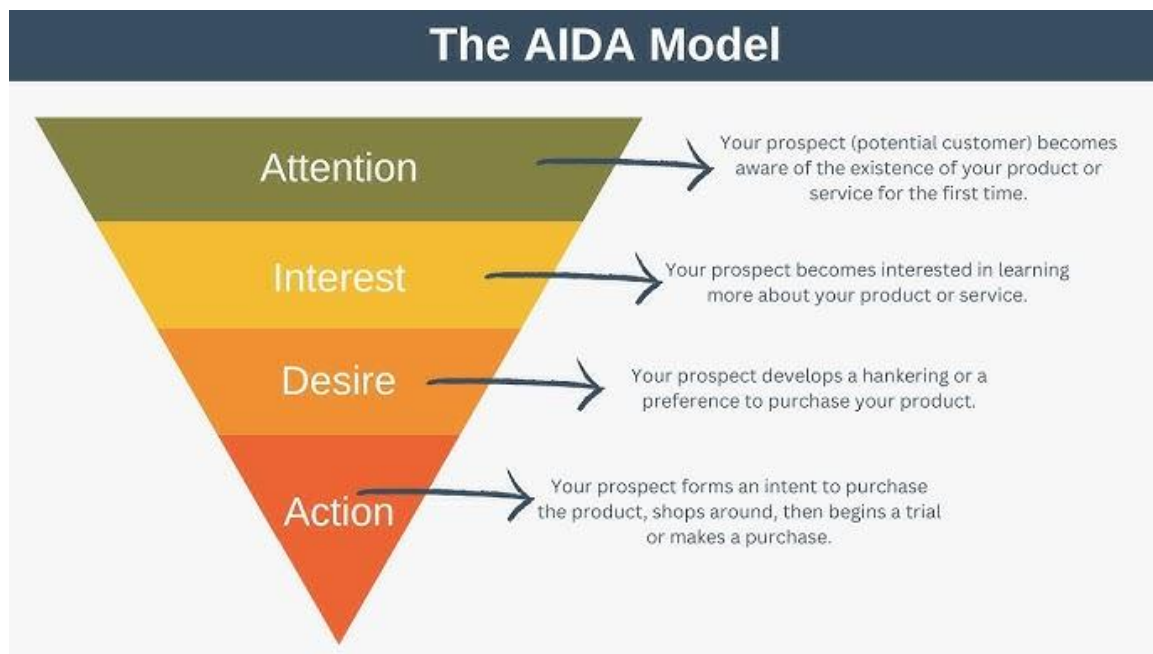 The AIDA Model
Attention
Your prospect (potential customer) becomes
aware of the existence of your product or
service for the first time.
Interest
Your prospect becomes interested in learning
more about your product or service.
Desire
Your prospect develops a hankering or a
preference to purchase your product.
Action
Your prospect forms an intent to purchase
the product, shops around, then begins a trial
or makes a purchase.